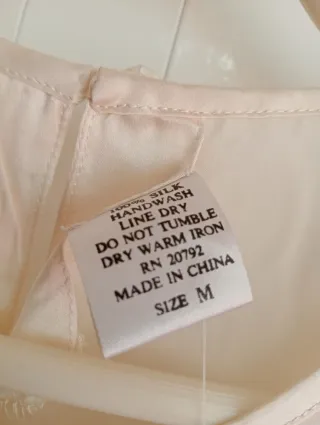 100% SILK
HANDWASH
LINE DRY
DO NOT TUMBLE
DRY WARM IRON
RN 20792
MADE IN CHINA
SIZE M